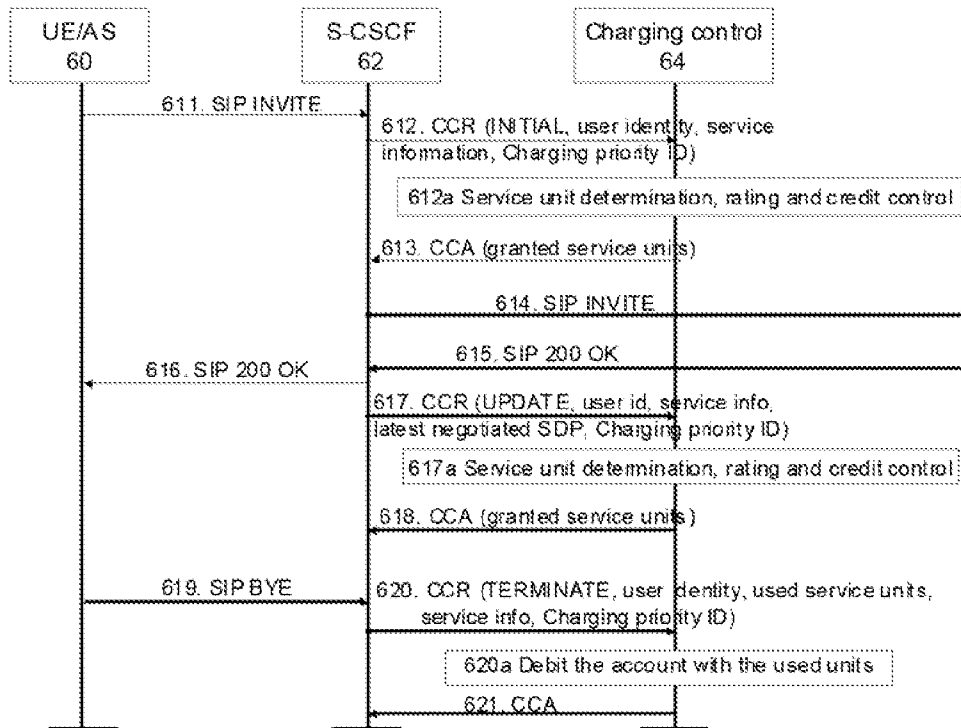 UE/AS
60
S-CSCF
62
Charging control
64
611. SIP INVITE
612. CCR (INITIAL, user identity, service
information, Charging priority ID)
612a Service unit determination, rating and credit control
613. CCA (granted service units)
614. SIP INVITE
615. SIP 200 OK
616. SIP 200 OK
617. CCR (UPDATE, user id, service info,
latest negotiated SDP, Charging priority ID)
617a Service unit determination, rating and credit control
618. CCA (granted service units)
619. SIP BYE
620. CCR (TERMINATE, user identity, used service units,
service info, Charging priority ID)
620a Debit the account with the used units
621. CCA